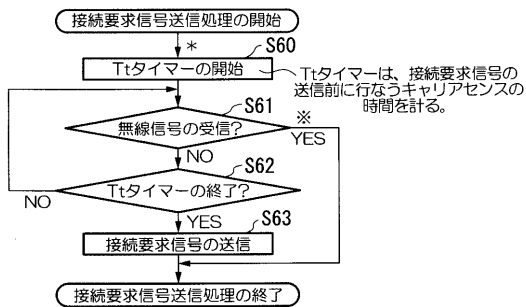 接続要求信号送信処理の開始
*
S60
Ttタイマーの開始
Ttタイマーは、接続要求信号の
送信前に行なうキャリアセンスの
時間を計る。
S61
無線信号の受信?
※
YES
NO
S62
Ttタイマーの終了?
NO
YES
S63
接続要求信号の送信
接続要求信号送信処理の終了